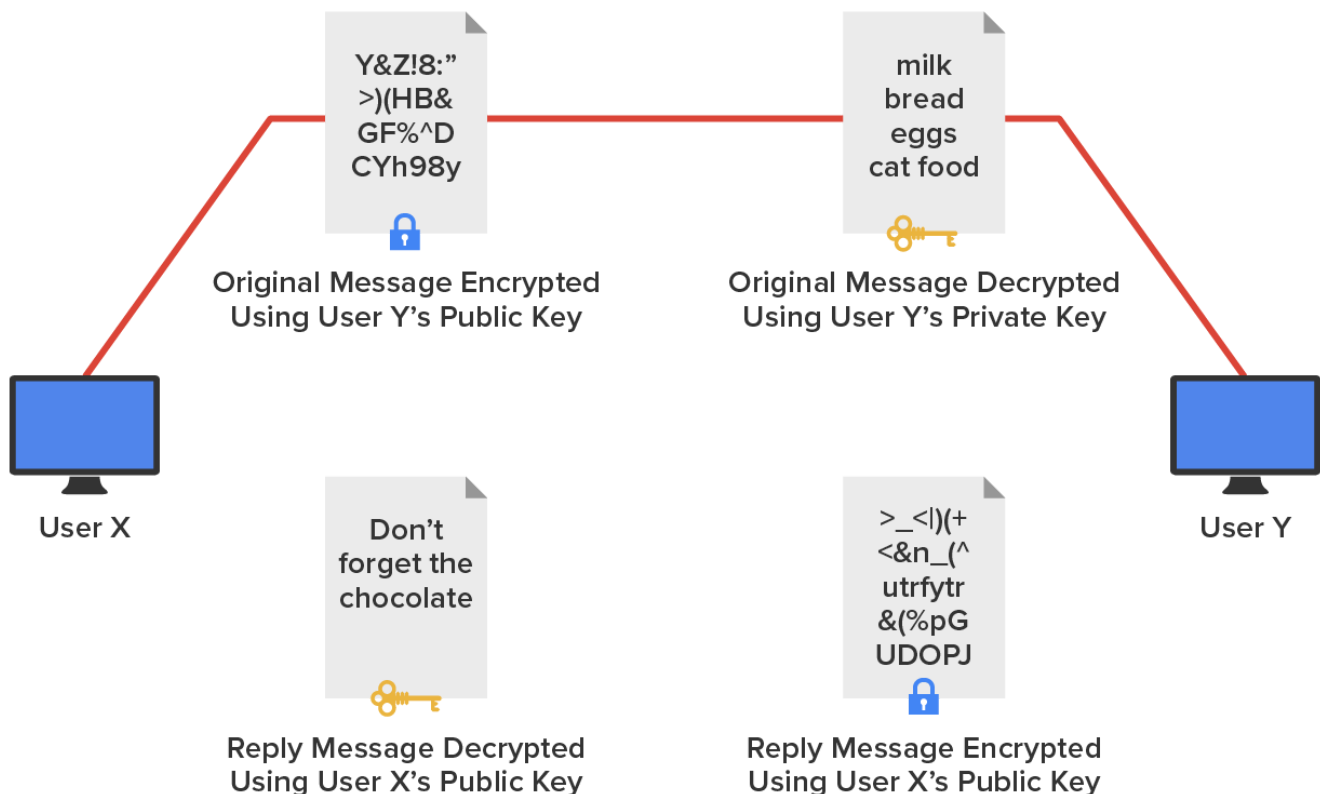 Y&Z!8:”
>)(HB&
GF%^D
CYh98y
milk
bread
eggs
cat food
Original Message Encrypted
Using User Y’s Public Key
Original Message Decrypted
Using User Y’s Private Key
User X
User Y
Don’t
forget the
chocolate
>_<|)(+
<&n_(^
utrfytr
&(%pG
UDOPJ
Reply Message Decrypted
Using User X’s Public Key
Reply Message Encrypted
Using User X’s Public Key